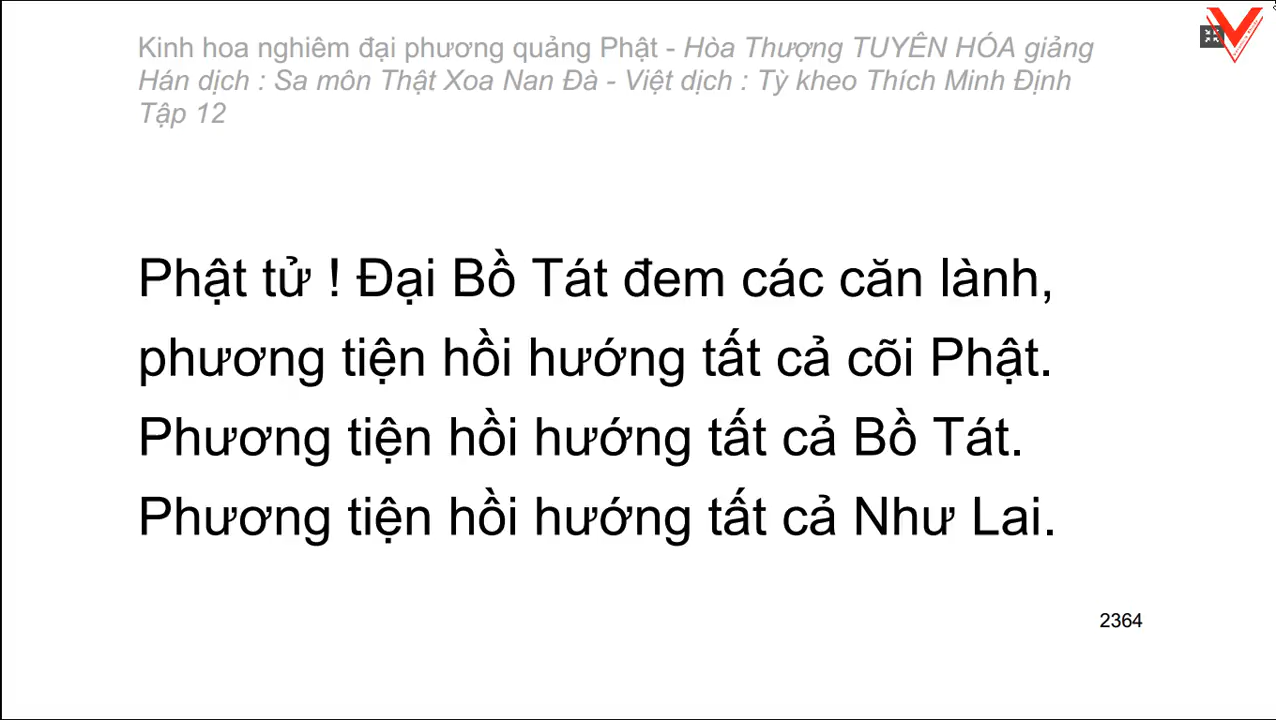 Kinh hoa nghiêm đại phương quảng Phật - Hòa Thượng TUYÊN HÓA giảng
Hán dịch : Sa môn Thật Xoa Nan Đà - Việt dịch : Tỳ kheo Thích Minh Định
Tập 12
Phật tử ! Đại Bồ Tát đem các căn lành,
phương tiện hồi hướng tất cả cõi Phật.
Phương tiện hồi hướng tất cả Bồ Tát.
Phương tiện hồi hướng tất cả Như Lai.
2364